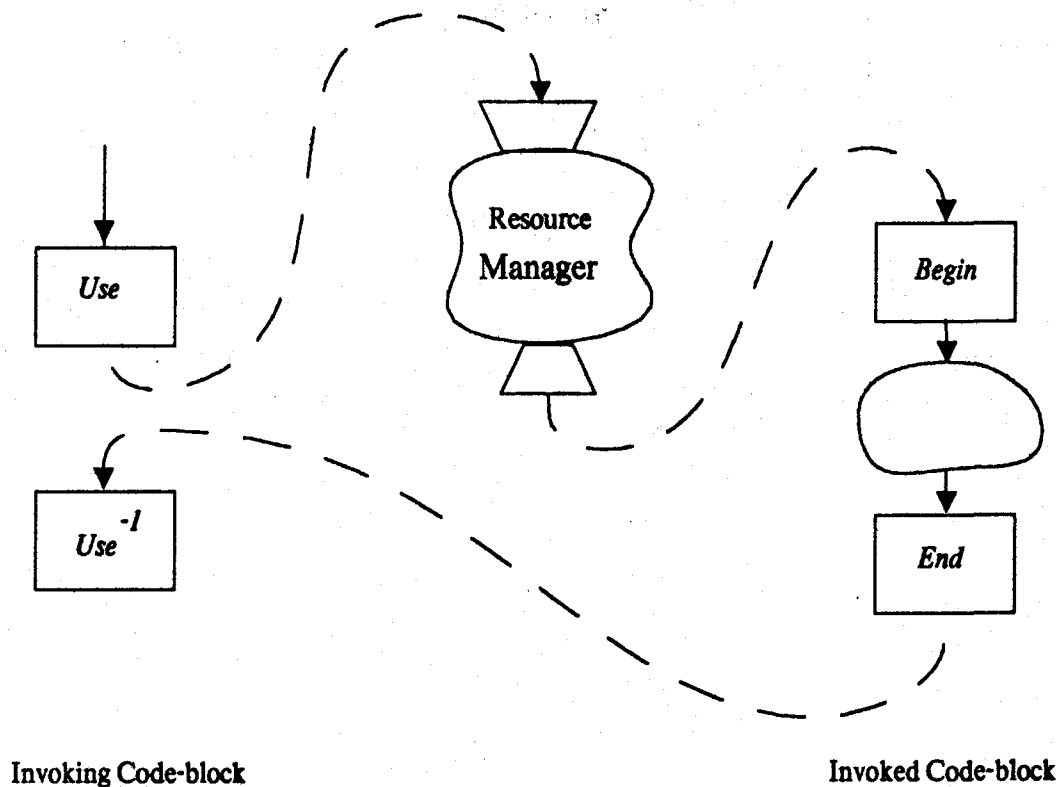 Resource
Manager
Use
Begin
Use -1
End
Invoking Code-block
Invoked Code-block